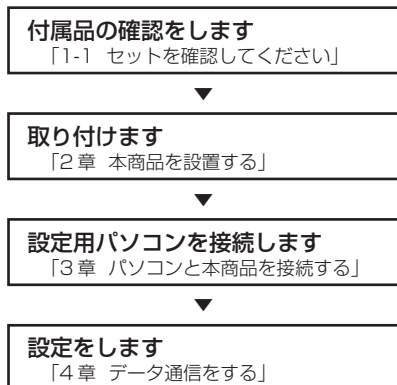 付属品の確認をします
「1-1 セットを確認してください」
▼
取り付けます
「2章 本商品を設置する」
▼
設定用パソコンを接続します
「3章 パソコンと本商品を接続する」
▼
設定をします
「4章 データ通信をする」